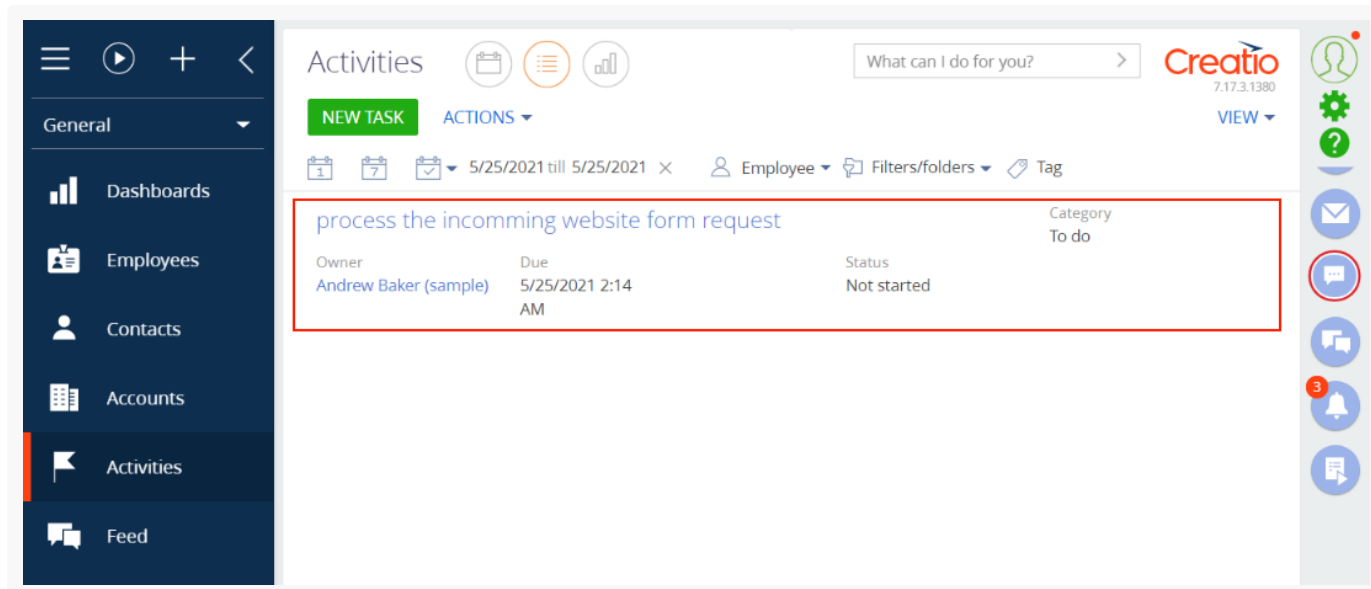 Activities
What can I do for you?
Creatio
7.17.3.1380
General
NEW TASK
ACTIONS
VIEW
1
7
5/25/2021 till 5/25/2021
Employee
Filters/folders
Tag
Dashboards
process the incomming website form request
Category
To do
Employees
Owner
Due
Status
Andrew Baker (sample)
5/25/2021 2:14
AM
Not started
Contacts
Accounts
3
Activities
Feed